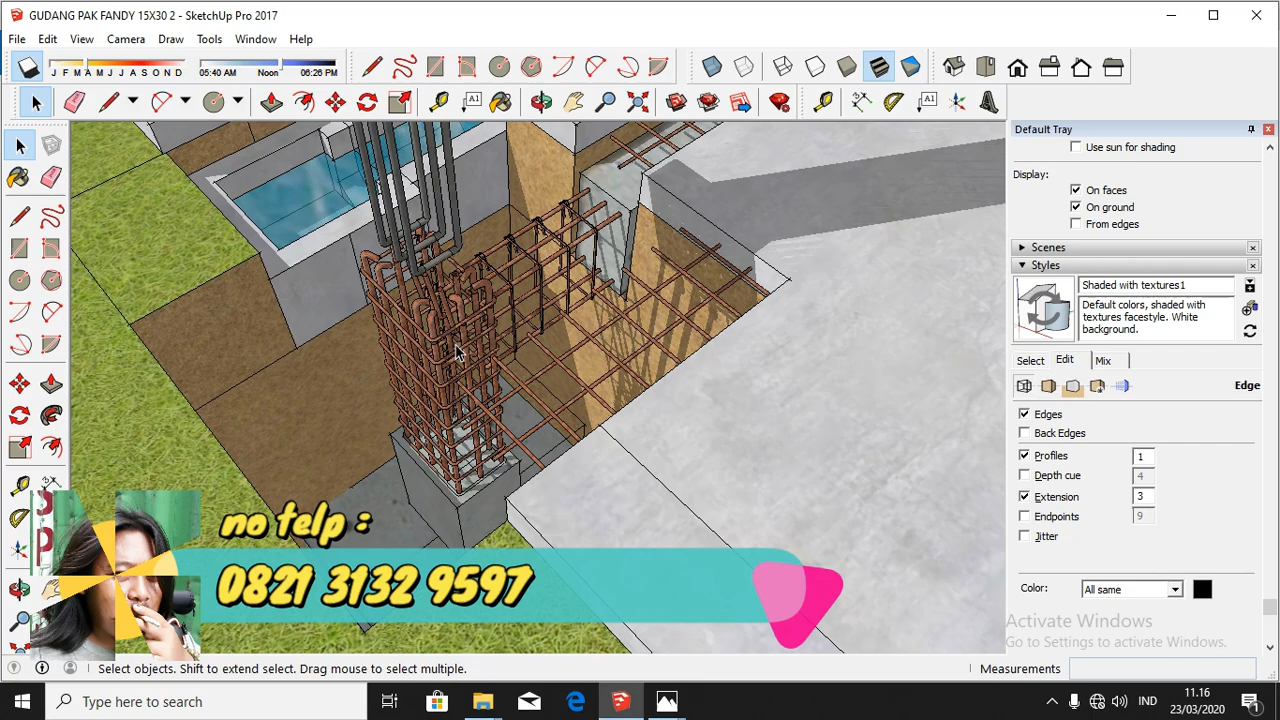 GUDANG PAK FANDY 15X30 2 - SketchUp Pro 2017
File Edit View Camera Draw Tools Window Help
J F M A M J J A S O N D
05:40 AM Noon 06:26 PM
A1
A1
Default Tray
Use sun for shading
Display:
On faces
On ground
From edges
Scenes
Styles
Shaded with textures1
Default colors, shaded with
textures facestyle. White
background.
Select Edit Mix
Edge
Edges
Back Edges
Profiles 1
Depth cue 4
Extension 3
Endpoints 9
Jitter
Color: All same
no telp :
0821 3132 9597
Activate Windows
Go to Settings to activate Windows.
Select objects. Shift to extend select. Drag mouse to select multiple.
Measurements
Type here to search
IND
11.16
23/03/2020
1